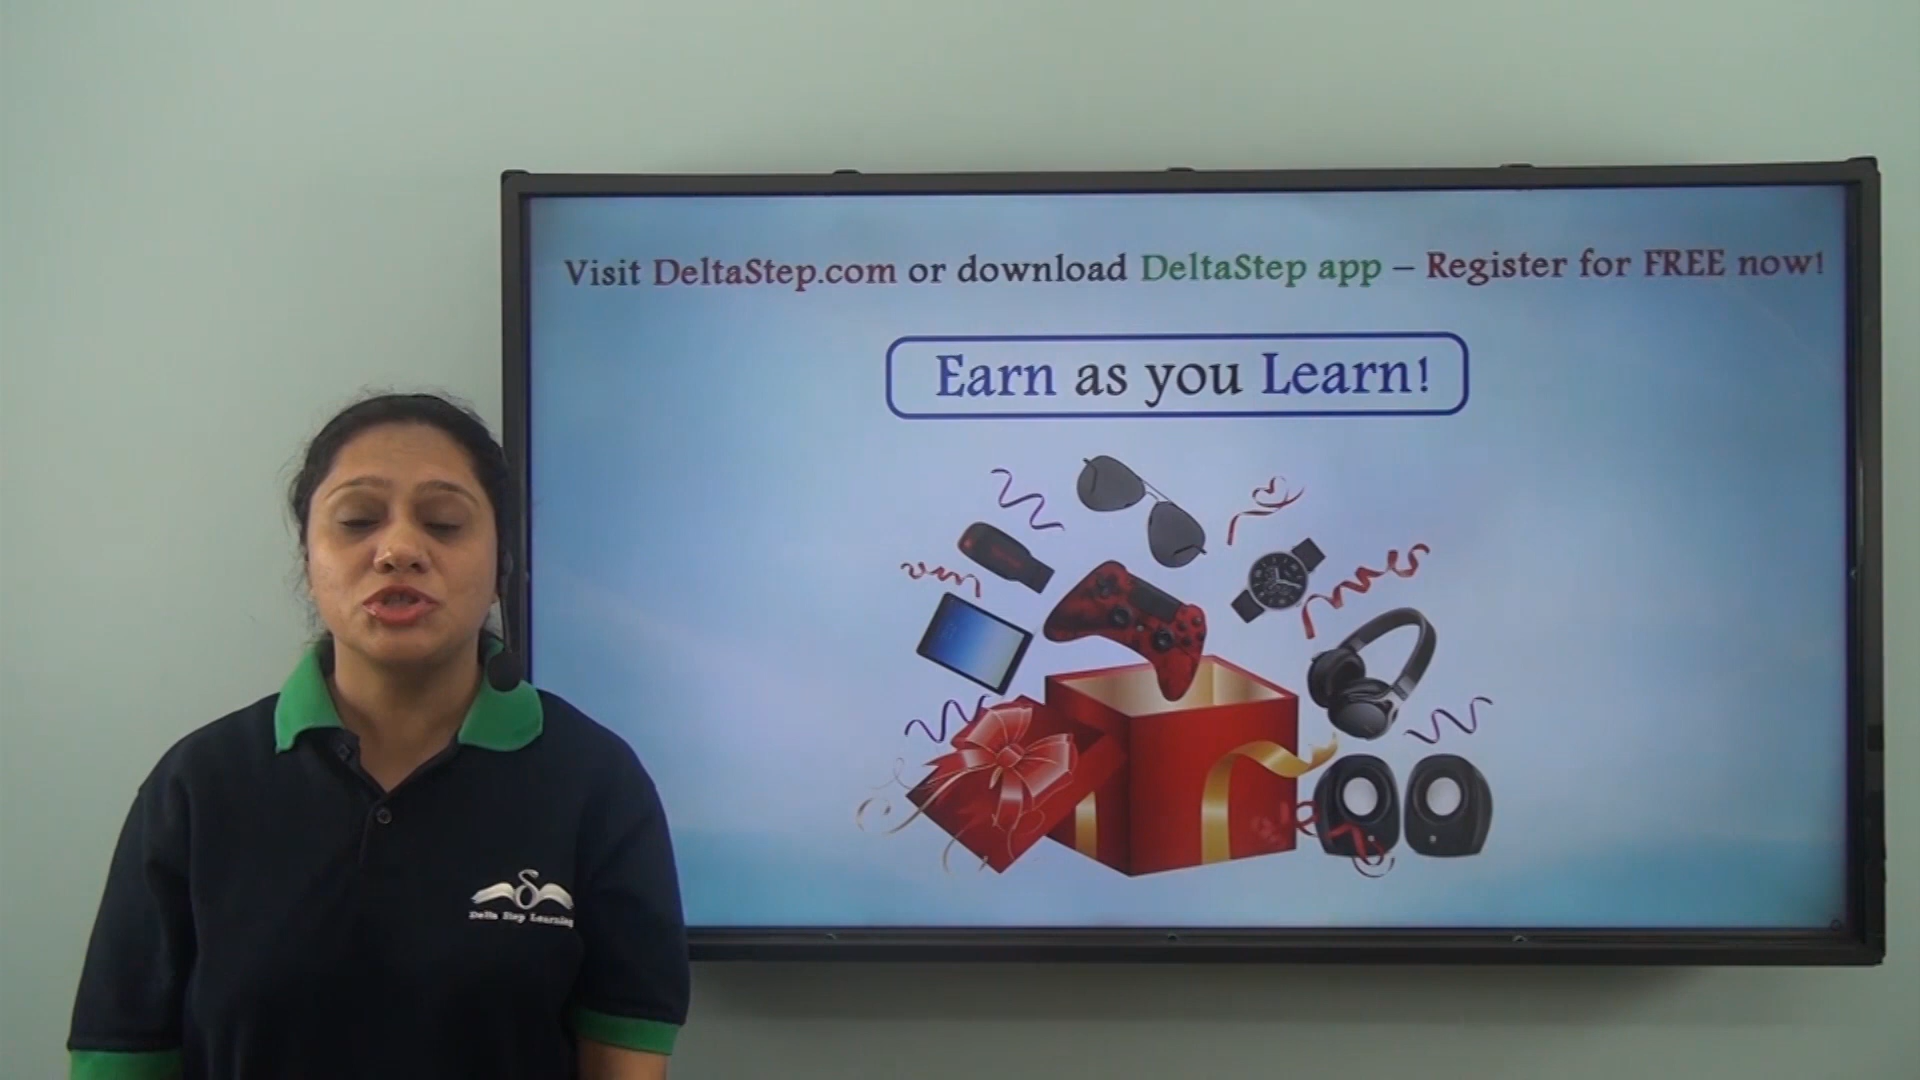 Visit DeltaStep.com or download DeltaStep app – Register for FREE now!
Earn as you Learn!
Delta Step Learning